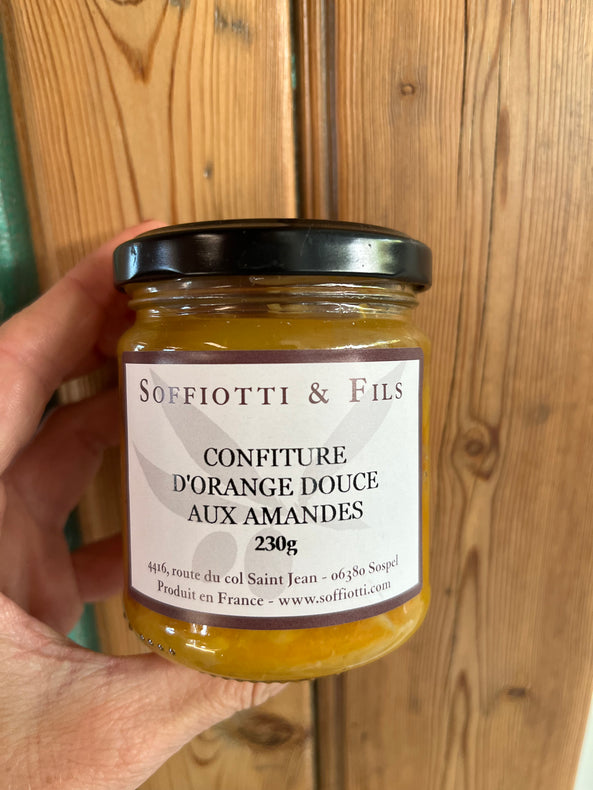 SOFFIOTTI & FILS
CONFITURE
D'ORANGE DOUCE
AUX AMANDES
230g
4416, route du col Saint Jean - 06380 Sospel
Produit en France - www.soffiotti.com